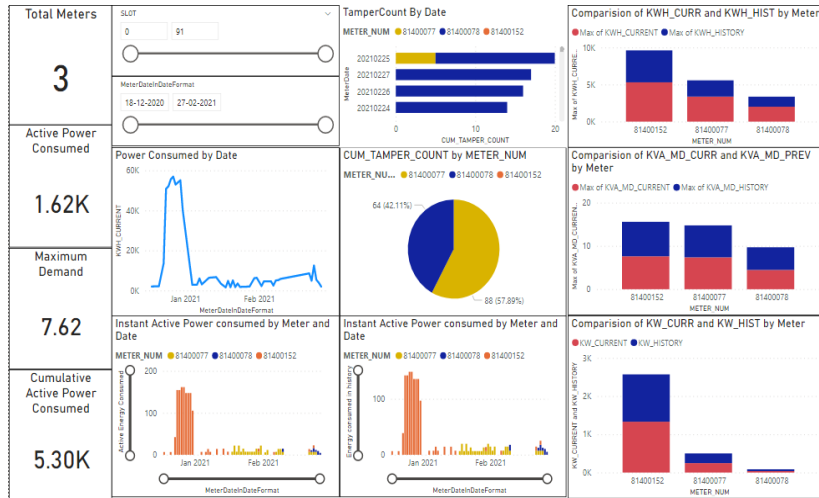 Total Meters
3
Active Power
Consumed
1.62K
Maximum
Demand
7.62
Cumulative
Active Power
Consumed
5.30K
SLOT
0
91
MeterDateInDateFormat
18-12-2020
27-02-2021
TamperCount By Date
METER_NUM 81400077 81400078 81400152
MeterDate
20210225
20210227
20210226
20210224
0
10
20
CUM_TAMPER_COUNT
Comparision of KWH_CURR and KWH_HIST by Meter
Max of KWH_CURRENT Max of KWH_HISTORY
Max of KWH_CURRE...
10K
5K
0K
81400152
81400077
81400078
METER_NUM
Power Consumed by Date
KWH_CURRENT
60K
40K
20K
0K
Jan 2021
Feb 2021
MeterDateInDateFormat
CUM_TAMPER_COUNT by METER_NUM
METER_NU... 81400077 81400078 81400152
64 (42.11%)
88 (57.89%)
Comparision of KVA_MD_CURR and KVA_MD_PREV
by Meter
Max of KVA_MD_CURRENT Max of KVA_MD_HISTORY
Max of KVA_MD_CURREN...
20
10
0
81400152
81400077
81400078
METER_NUM
Instant Active Power consumed by Meter and
Date
METER_NUM 81400077 81400078 81400152
Active Energy Consumed
200
100
0
Jan 2021
Feb 2021
MeterDateInDateFormat
Instant Active Power consumed by Meter and
Date
METER_NUM 81400077 81400078 81400152
Energy consumed in history
100
0
Jan 2021
Feb 2021
MeterDateInDateFormat
Comparision of KW_CURR and KW_HIST by Meter
KW_CURRENT KW_HISTORY
KW_CURRENT and KW_HISTORY
3K
2K
1K
0K
81400152
81400077
81400078
METER_NUM